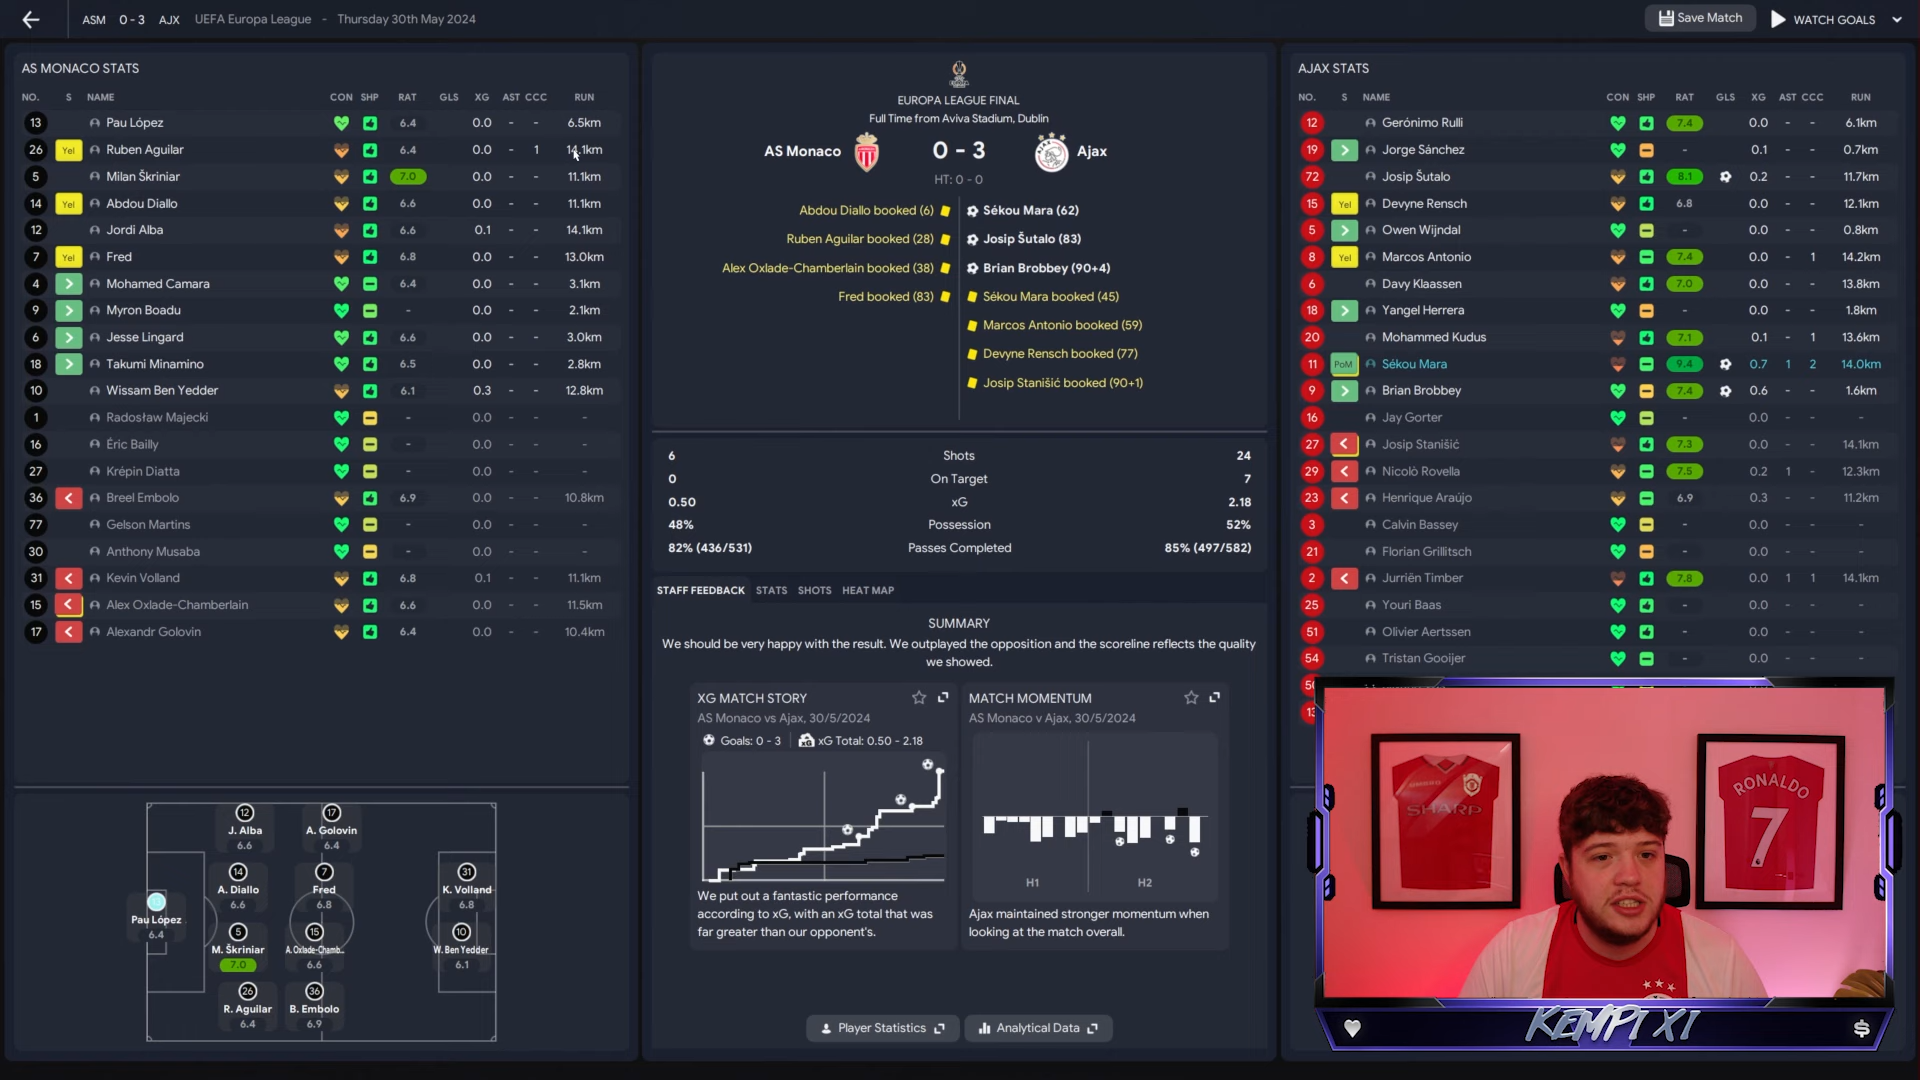 ASM 0 - 3 AJX UEFA Europa League - Thursday 30th May 2024
Save Match
WATCH GOALS
AS MONACO STATS
NO. S NAME CON SHP RAT GLS XG AST CCC RUN
13 Pau López 6.4 0.0 - - 6.5km
26 Yel Ruben Aguilar 6.4 0.0 - 1 14.1km
5 Milan Škriniar 7.0 0.0 - - 11.1km
14 Yel Abdou Diallo 6.6 0.0 - - 11.1km
12 Jordi Alba 6.6 0.1 - - 14.1km
7 Yel Fred 6.8 0.0 - - 13.0km
4 > Mohamed Camara 6.4 0.0 - - 3.1km
9 > Myron Boadu - 0.0 - - 2.1km
6 > Jesse Lingard 6.6 0.0 - - 3.0km
18 > Takumi Minamino 6.5 0.0 - - 2.8km
10 Wissam Ben Yedder 6.1 0.3 - - 12.8km
1 Radosław Majecki - 0.0 - - -
16 Éric Bailly - 0.0 - - -
27 Krépin Diatta - 0.0 - - -
36 < Breel Embolo 6.9 0.0 - - 10.8km
77 Gelson Martins - 0.0 - - -
30 Anthony Musaba - 0.0 - - -
31 < Kevin Volland 6.8 0.1 - - 11.1km
15 < Alex Oxlade-Chamberlain 6.6 0.0 - - 11.5km
17 < Alexandr Golovin 6.4 0.0 - - 10.4km
12
J. Alba
6.6
17
A. Golovin
6.4
14
A. Diallo
6.6
7
Fred
6.8
31
K. Volland
6.8
Pau López
6.4
5
M. Škriniar
7.0
15
A. Oxlade-Chamb...
6.6
10
W. Ben Yedder
6.1
26
R. Aguilar
6.4
36
B. Embolo
6.9
EUROPA LEAGUE FINAL
Full Time from Aviva Stadium, Dublin
AS Monaco 0 - 3 Ajax
HT: 0 - 0
Abdou Diallo booked (6)
Ruben Aguilar booked (28)
Alex Oxlade-Chamberlain booked (38)
Fred booked (83)
Sékou Mara (62)
Josip Šutalo (83)
Brian Brobbey (90+4)
Sékou Mara booked (45)
Marcos Antonio booked (59)
Devyne Rensch booked (77)
Josip Stanišić booked (90+1)
6 Shots 24
0 On Target 7
0.50 xG 2.18
48% Possession 52%
82% (436/531) Passes Completed 85% (497/582)
STAFF FEEDBACK STATS SHOTS HEAT MAP
SUMMARY
We should be very happy with the result. We outplayed the opposition and the scoreline reflects the quality
we showed.
XG MATCH STORY
AS Monaco vs Ajax, 30/5/2024
Goals: 0 - 3 xG xG Total: 0.50 - 2.18
We put out a fantastic performance
according to xG, with an xG total that was
far greater than our opponent's.
MATCH MOMENTUM
AS Monaco v Ajax, 30/5/2024
H1 H2
Ajax maintained stronger momentum when
looking at the match overall.
Player Statistics
Analytical Data
AJAX STATS
NO. S NAME CON SHP RAT GLS XG AST CCC RUN
12 Gerónimo Rulli 7.4 0.0 - - 6.1km
19 > Jorge Sánchez - 0.1 - - 0.7km
72 Josip Šutalo 8.1 0.2 - - 11.7km
15 Yel Devyne Rensch 6.8 0.0 - - 12.1km
5 > Owen Wijndal - 0.0 - - 0.8km
8 Yel Marcos Antonio 7.4 0.0 - 1 14.2km
6 Davy Klaassen 7.0 0.0 - - 13.8km
18 > Yangel Herrera - 0.0 - - 1.8km
20 Mohammed Kudus 7.1 0.1 - 1 13.6km
11 PoM Sékou Mara 9.4 0.7 1 2 14.0km
9 > Brian Brobbey 7.4 0.6 - - 1.6km
16 Jay Gorter - 0.0 - - -
27 < Josip Stanišić 7.3 0.0 - - 14.1km
29 < Nicolò Rovella 7.5 0.2 1 - 12.3km
23 < Henrique Araújo 6.9 0.3 - - 11.2km
3 Calvin Bassey - 0.0 - - -
21 Florian Grillitsch - 0.0 - - -
2 < Jurriën Timber 7.8 0.0 1 1 14.1km
25 Youri Baas - 0.0 - - -
51 Olivier Aertssen - 0.0 - - -
54 Tristan Gooijer - 0.0 - - -
UMBRO
SHARP
RONALDO
7
KEMPI XI
$